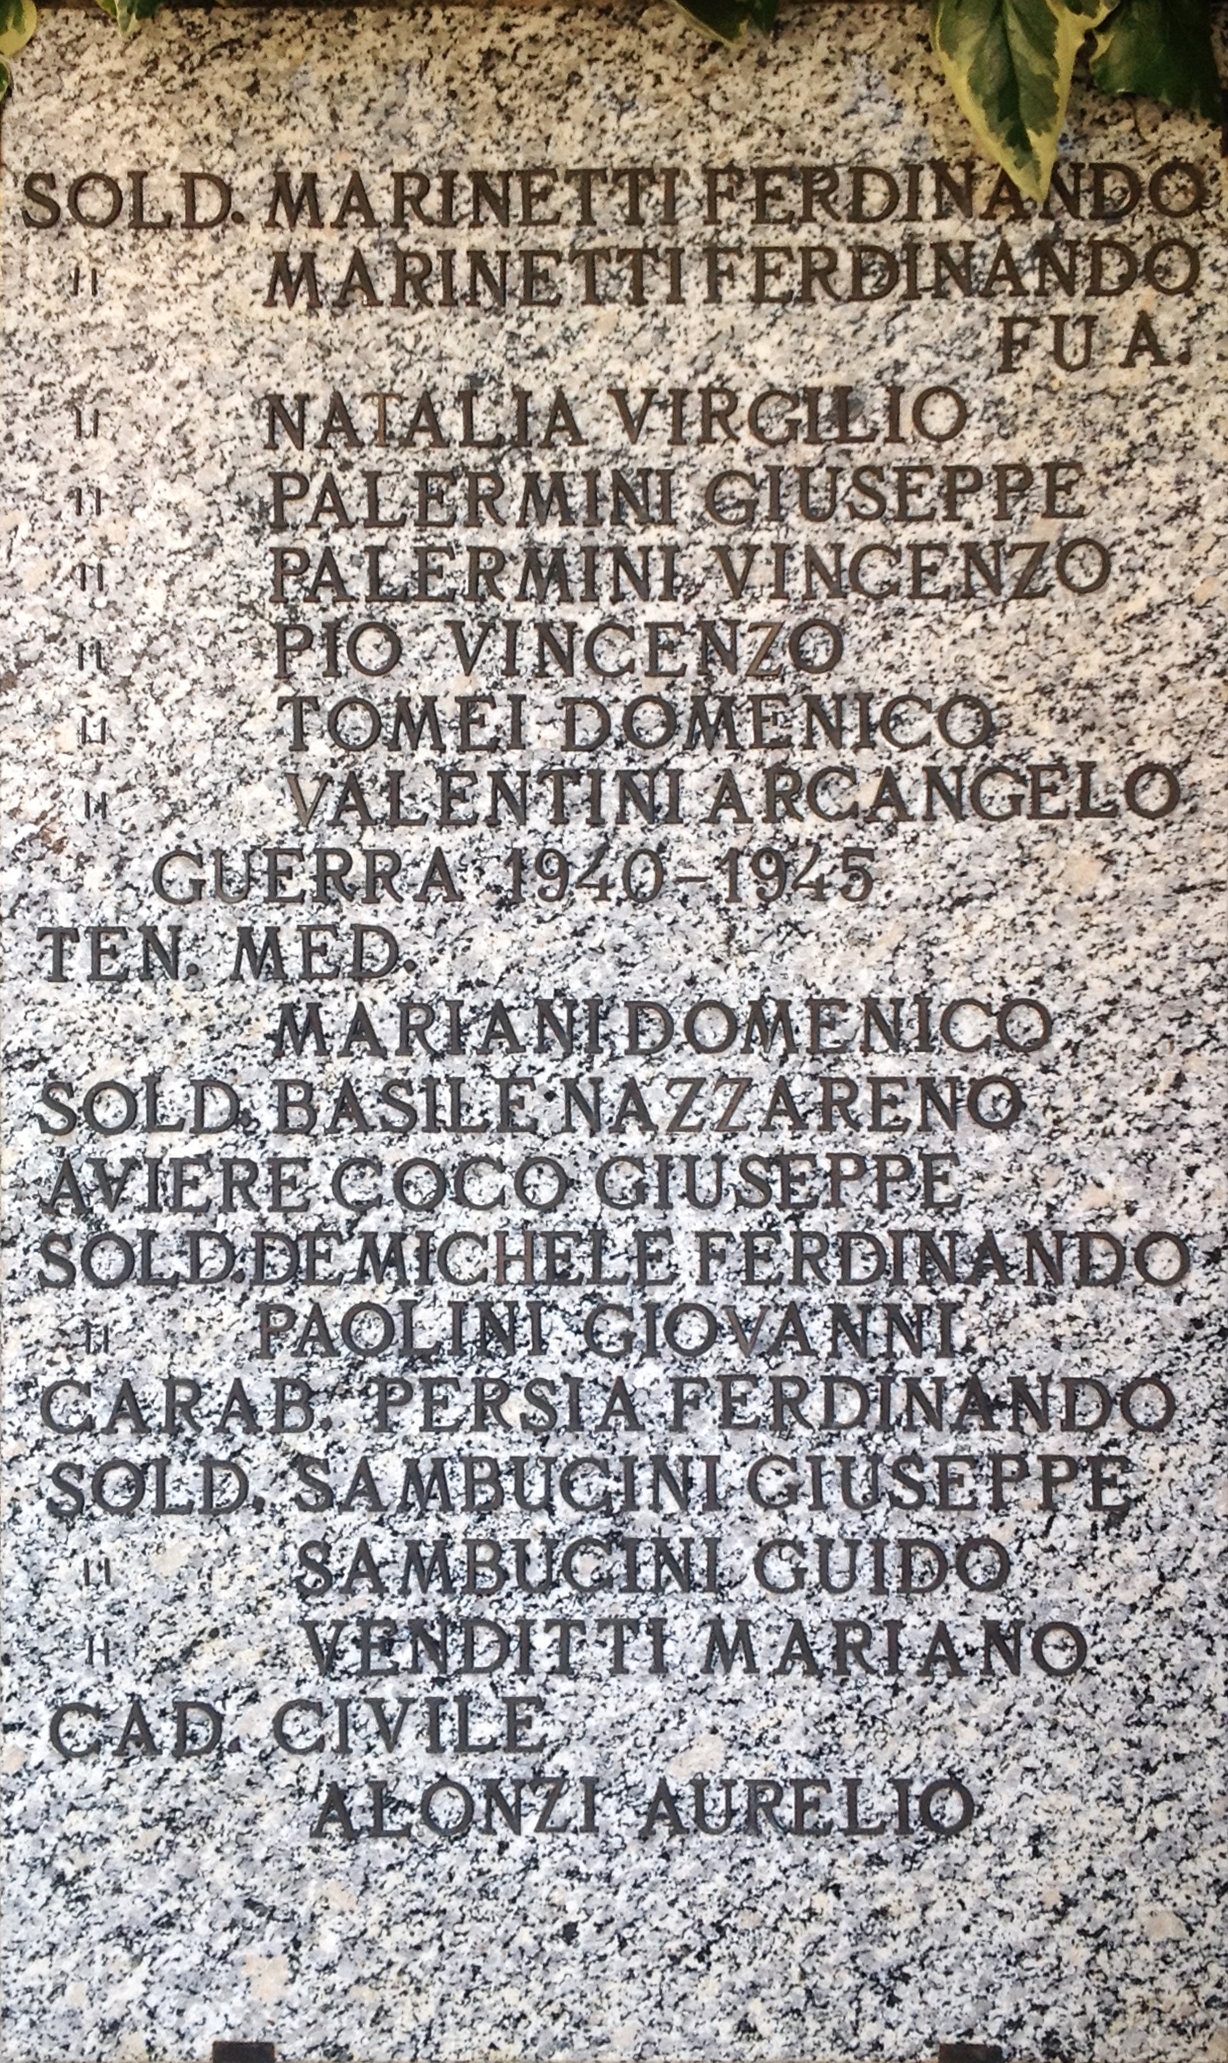 SOLD. MARINETTI FERDINANDO
" MARINETTI FERDINANDO
FU A.
" NATALIA VIRGILIO
" PALERMINI GIUSEPPE
" PALERMINI VINCENZO
" PIO VINCENZO
" TOMEI DOMENICO
" VALENTINI ARCANGELO
GUERRA 1940-1945
TEN. MED.
MARIANI DOMENICO
SOLD. BASILE NAZZARENO
AVIERE COCO GIUSEPPE
SOLD. DE MICHELE FERDINANDO
" PAOLINI GIOVANNI
CARAB. PERSIA FERDINANDO
SOLD. SAMBUCINI GIUSEPPE
" SAMBUCINI GUIDO
" VENDITTI MARIANO
CAD. CIVILE
ALONZI AURELIO